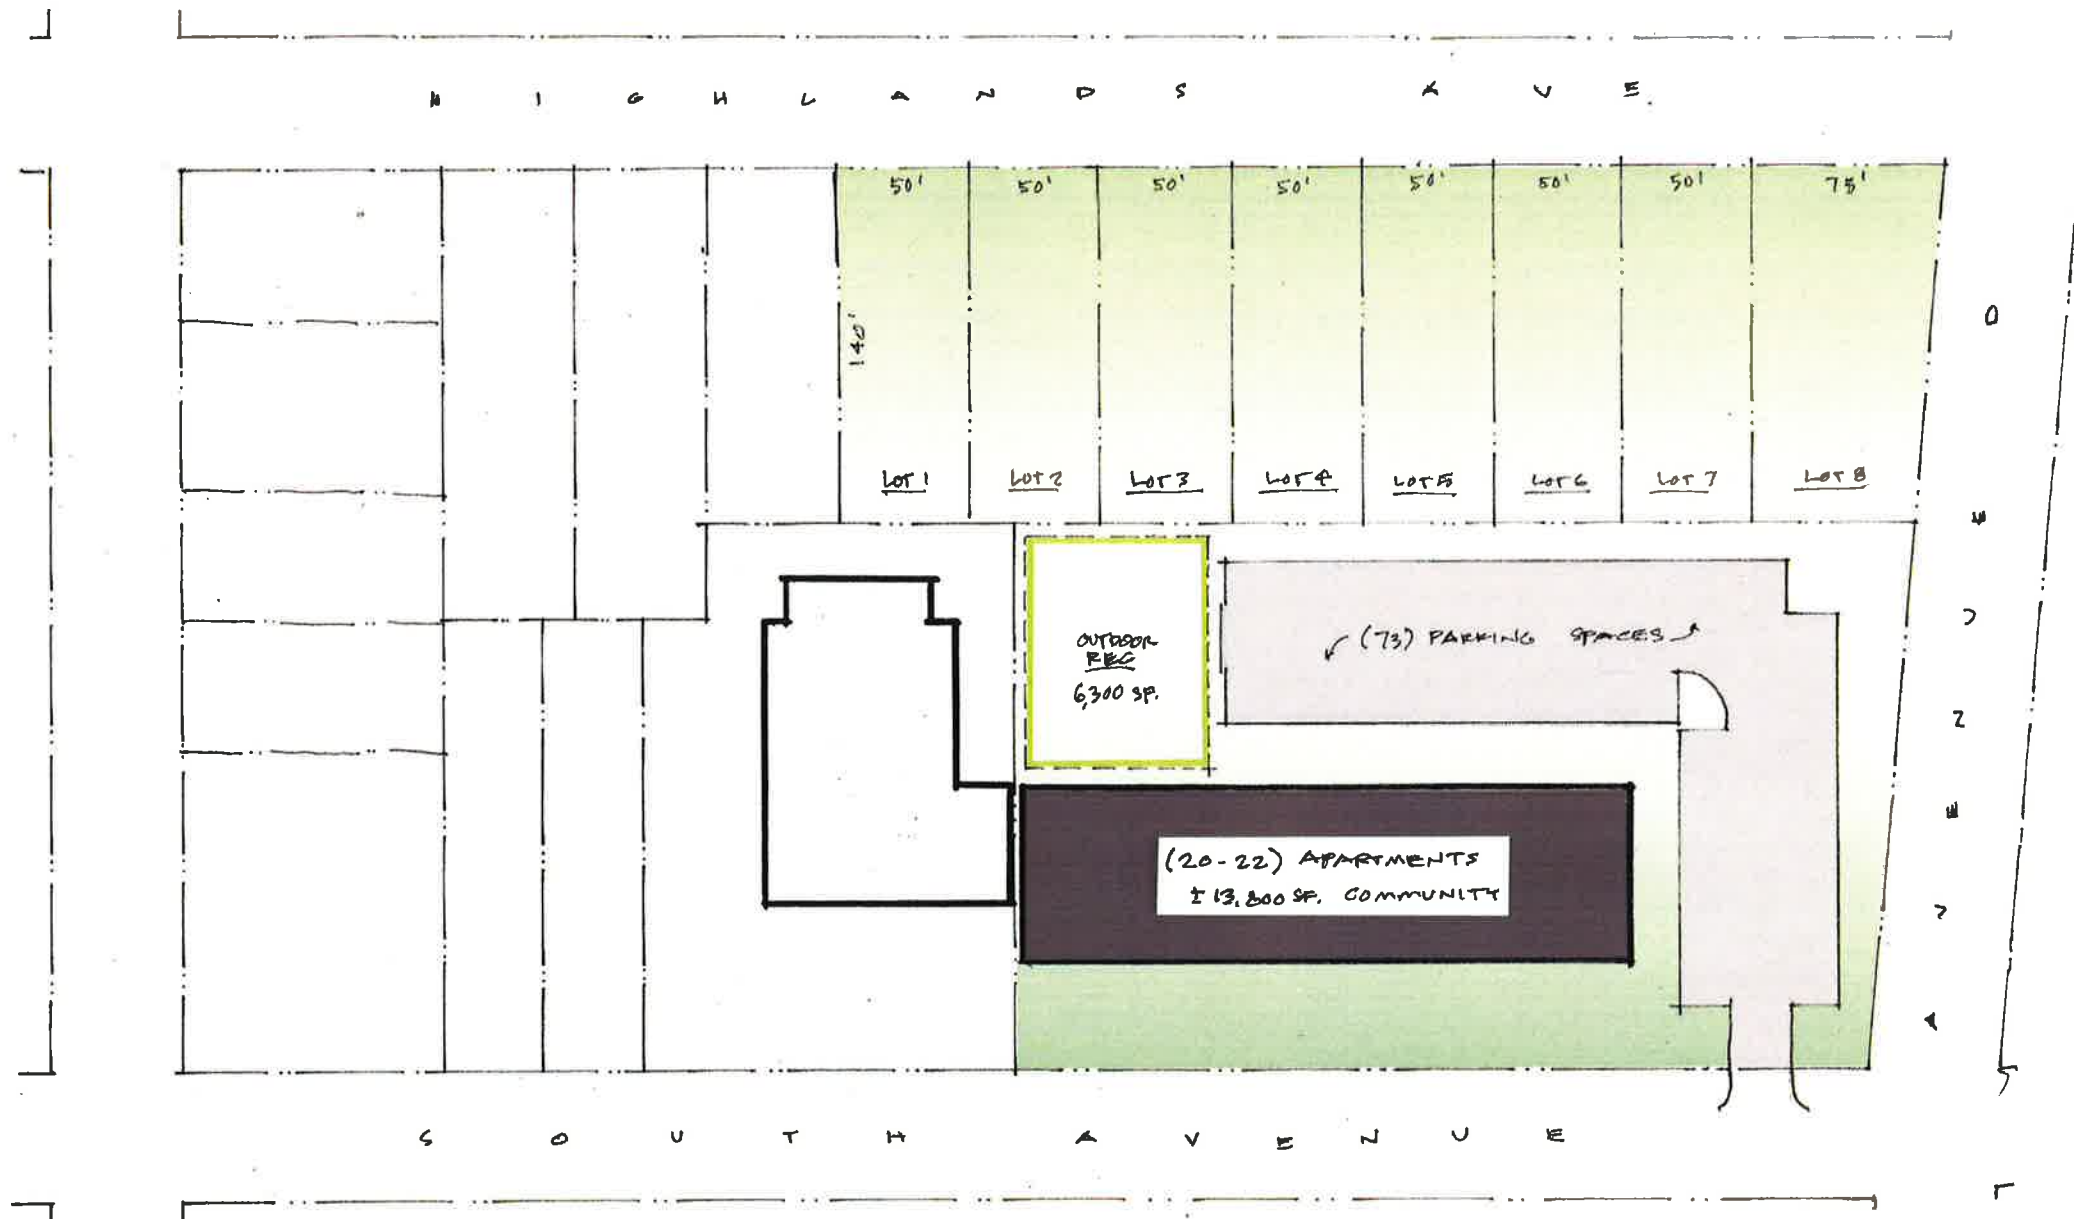 HIGHLANDS AVE.
50' 50' 50' 50' 50' 50' 50' 75'
140'
LOT 1 LOT 2 LOT 3 LOT 4 LOT 5 LOT 6 LOT 7 LOT 8
OUTDOOR
REC
6,300 SF.
(73) PARKING SPACES
(20-22) APARTMENTS
± 13,800 SF. COMMUNITY
SOUTH AVENUE